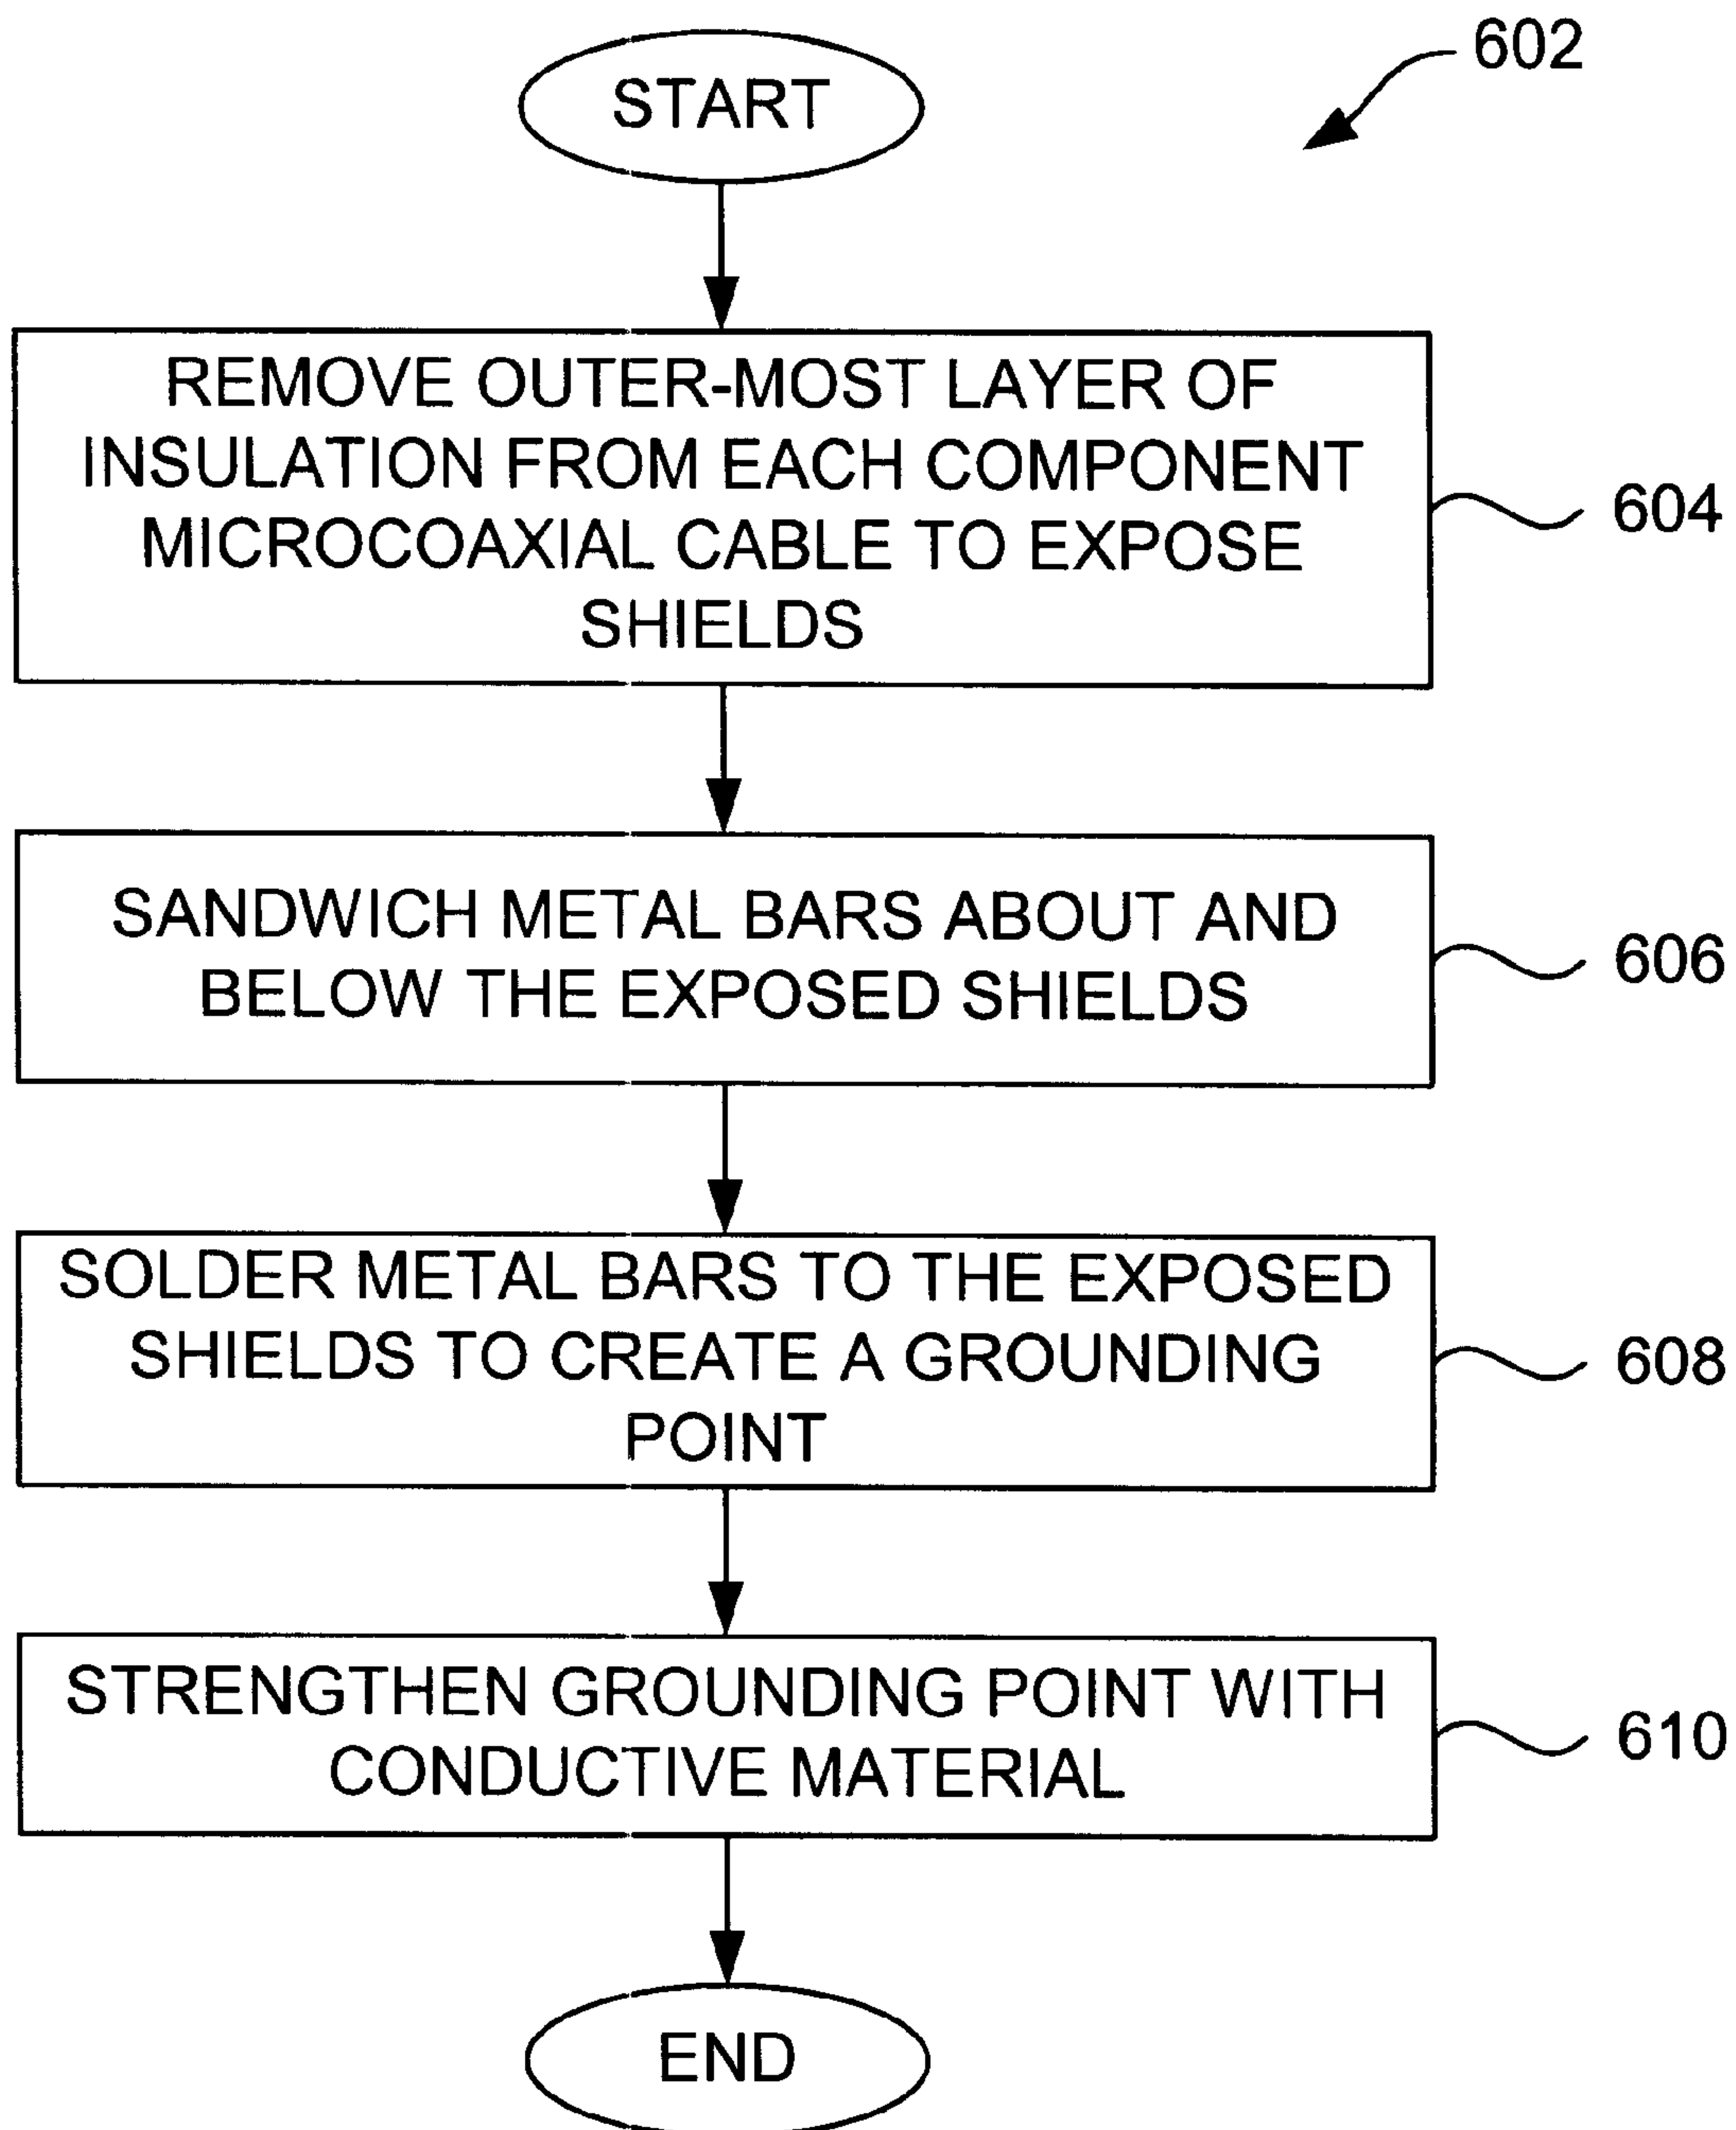 START
602
REMOVE OUTER-MOST LAYER OF
INSULATION FROM EACH COMPONENT
MICROCOAXIAL CABLE TO EXPOSE
SHIELDS
604
SANDWICH METAL BARS ABOUT AND
BELOW THE EXPOSED SHIELDS
606
SOLDER METAL BARS TO THE EXPOSED
SHIELDS TO CREATE A GROUNDING
POINT
608
STRENGTHEN GROUNDING POINT WITH
CONDUCTIVE MATERIAL
610
END